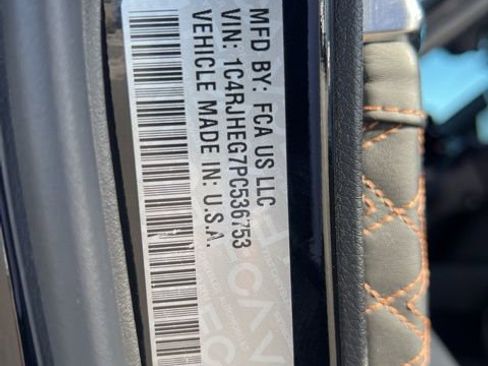 MFD BY: FCA US LLC
VIN: 1C4RJHEG7PC536753
VEHICLE MADE IN: U.S.A.